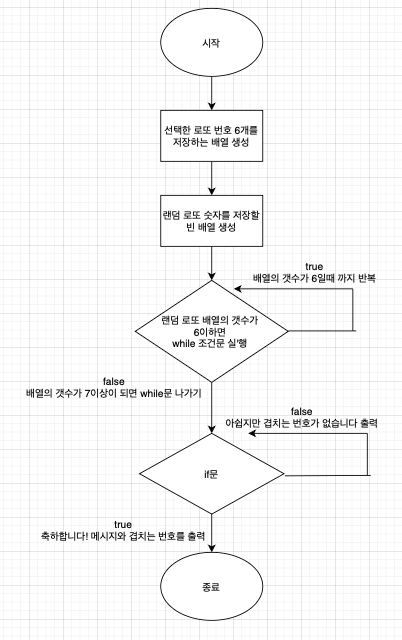 시작
선택한 로또 번호 6개를
저장하는 배열 생성
랜덤 로또 숫자를 저장할
빈 배열 생성
true
배열의 갯수가 6일때 까지 반복
랜덤 로또 배열의 갯수가
6이하면
while 조건문 실'행
false
배열의 갯수가 7이상이 되면 while문 나가기
false
아쉽지만 겹치는 번호가 없습니다 출력
if문
true
축하합니다! 메시지와 겹치는 번호를 출력
종료